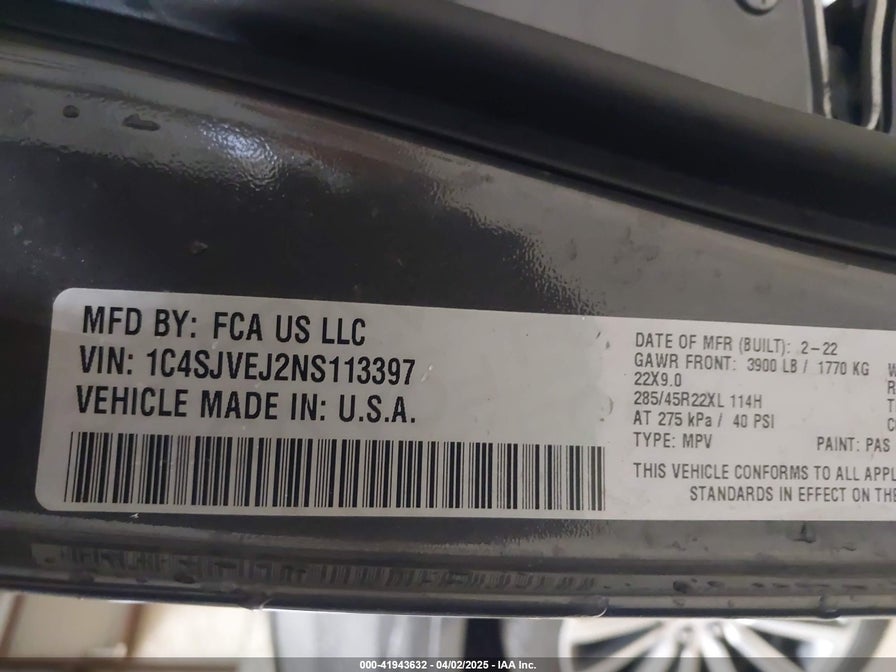 MFD BY: FCA US LLC
VIN: 1C4SJVEJ2NS113397
VEHICLE MADE IN: U.S.A.
DATE OF MFR (BUILT): 2-22
GAWR FRONT: 3900 LB / 1770 KG
22X9.0
285/45R22XL 114H
AT 275 kPa / 40 PSI
TYPE: MPV
PAINT: PAS
THIS VEHICLE CONFORMS TO ALL APPL
STANDARDS IN EFFECT ON THE
000-41943632 - 04/02/2025 - IAA Inc.